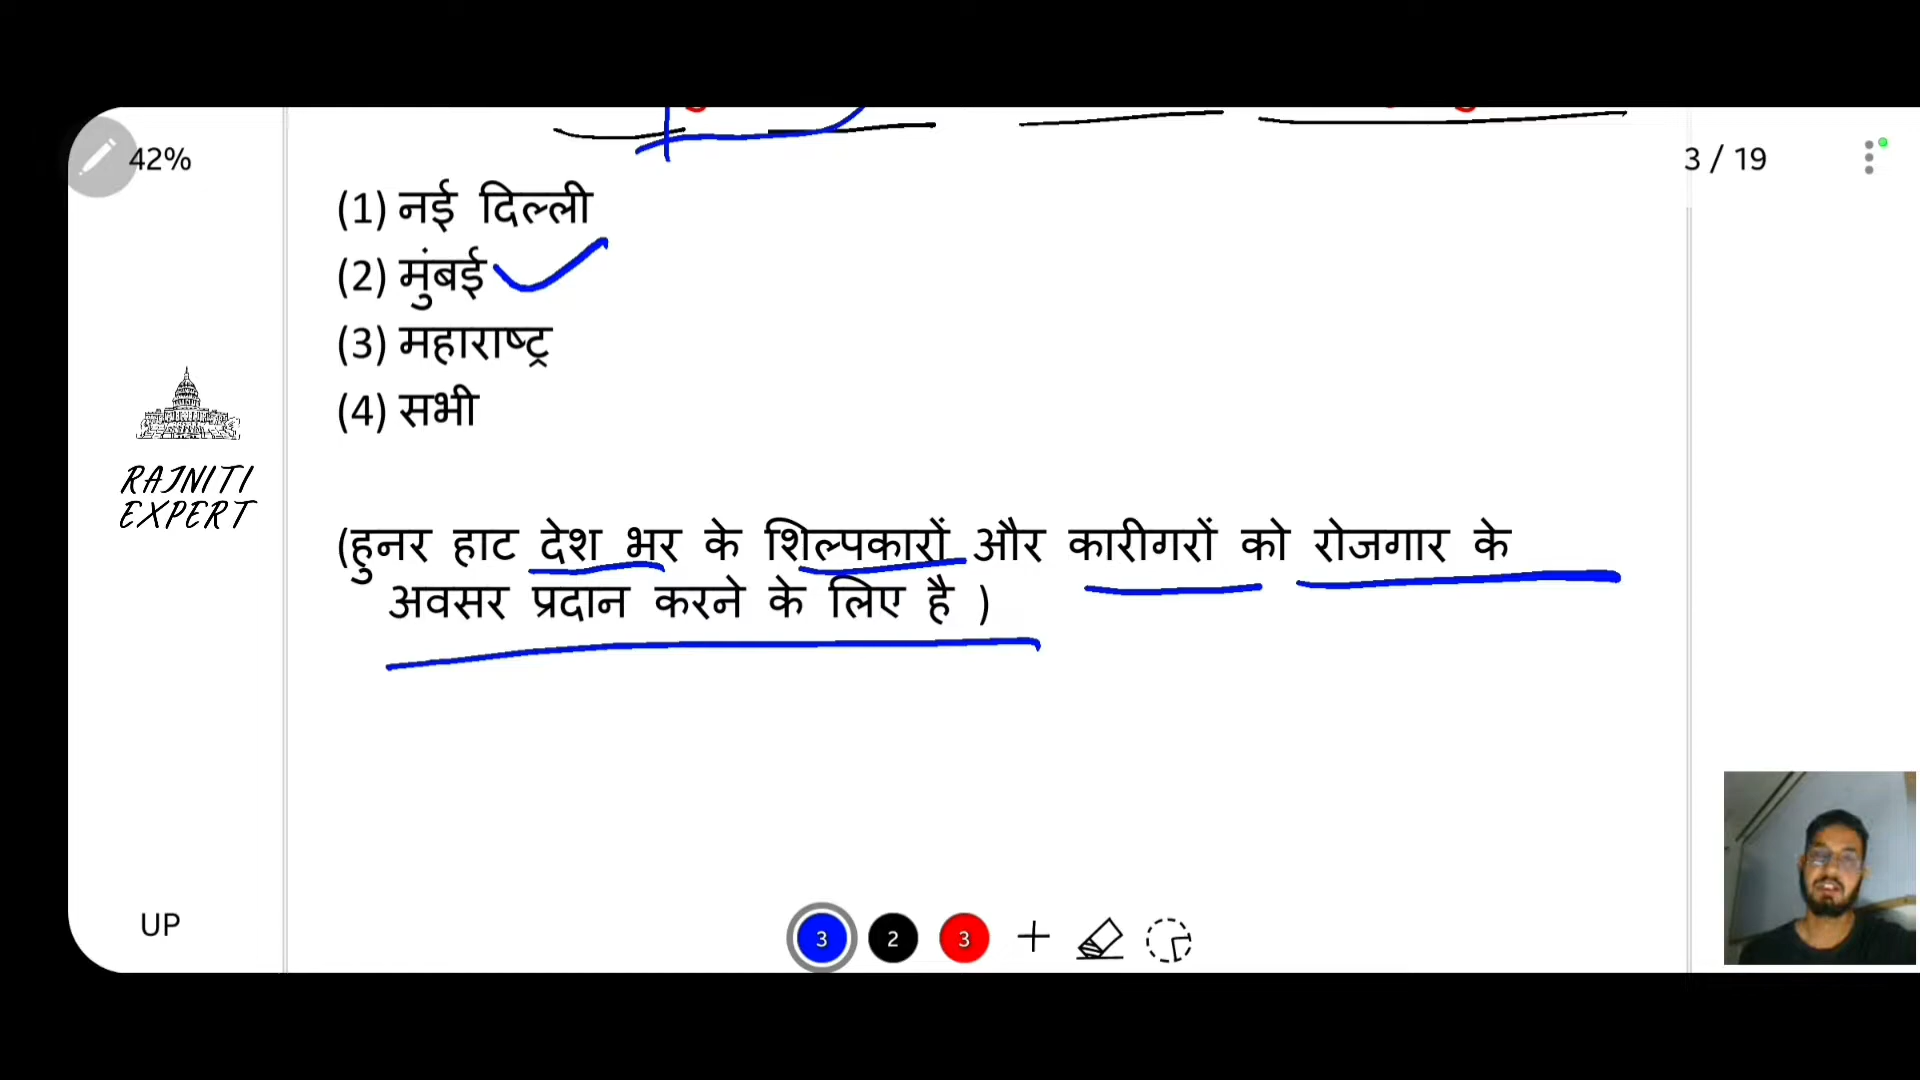 42%
3 / 19
(1) नई दिल्ली
(2) मुंबई
(3) महाराष्ट्र
(4) सभी
RAJNITI
EXPERT
(हुनर हाट देश भर के शिल्पकारों और कारीगरों को रोजगार के
अवसर प्रदान करने के लिए है )
UP
3 2 3